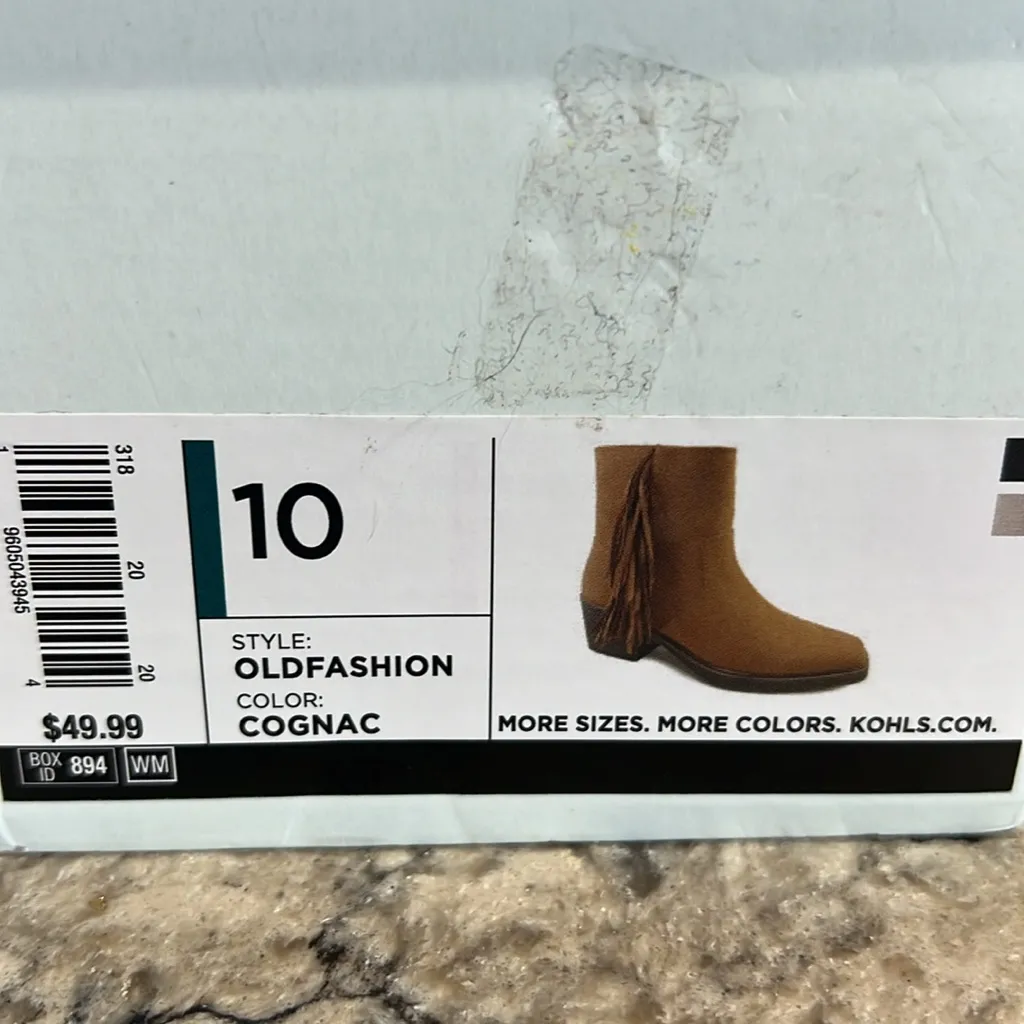 1
318
9605043945
20
4
20
$49.99
BOX ID 894 WM
10
STYLE:
OLDFASHION
COLOR:
COGNAC
MORE SIZES. MORE COLORS. KOHLS.COM.